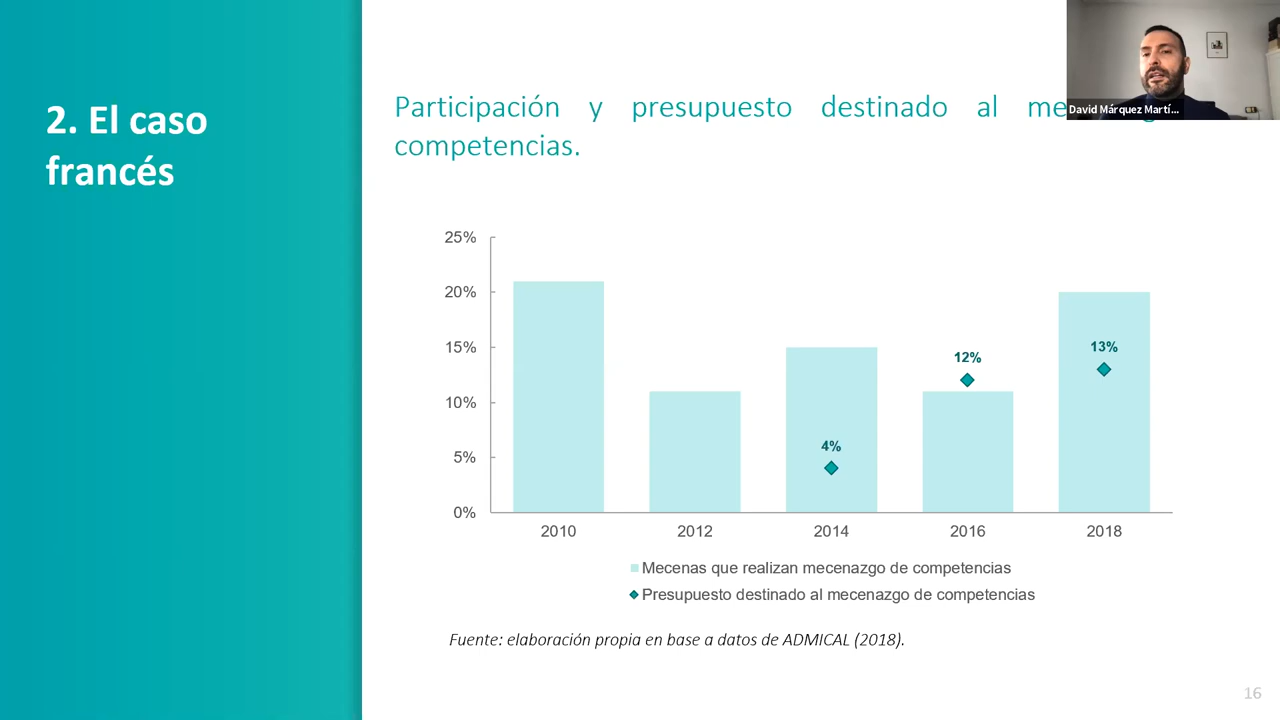 2. El caso
francés
Participación y presupuesto destinado al
competencias.
David Márquez Martí...
25%
20%
15%
10%
5%
0%
12%
13%
4%
2010 2012 2014 2016 2018
Mecenas que realizan mecenazgo de competencias
Presupuesto destinado al mecenazgo de competencias
Fuente: elaboración propia en base a datos de ADMICAL (2018).
16